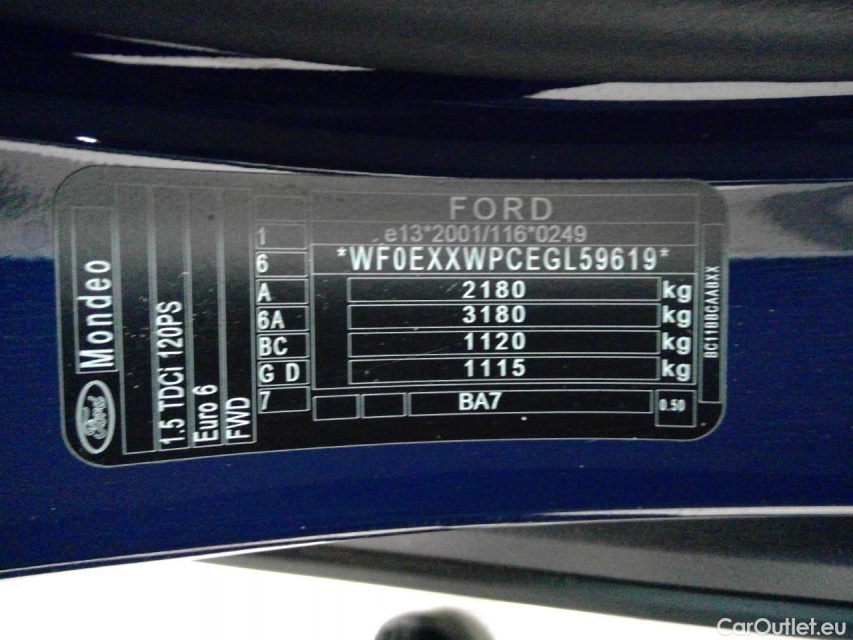 FORD
e13*2001/116*0249
*WF0EXXWPCEGL59619*
2180 kg
3180 kg
1120 kg
1115 kg
BA7
0.50
1
6
A
6A
BC
G D
7
Ford
Mondeo
1.5 TDCi 120PS
Euro 6
FWD
CarOutlet.eu